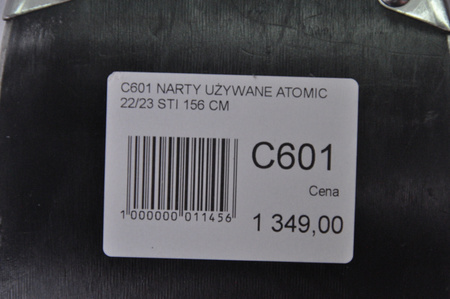 C601 NARTY UŻYWANE ATOMIC
22/23 STI 156 CM
C601
Cena
1 000000 011456
1 349,00